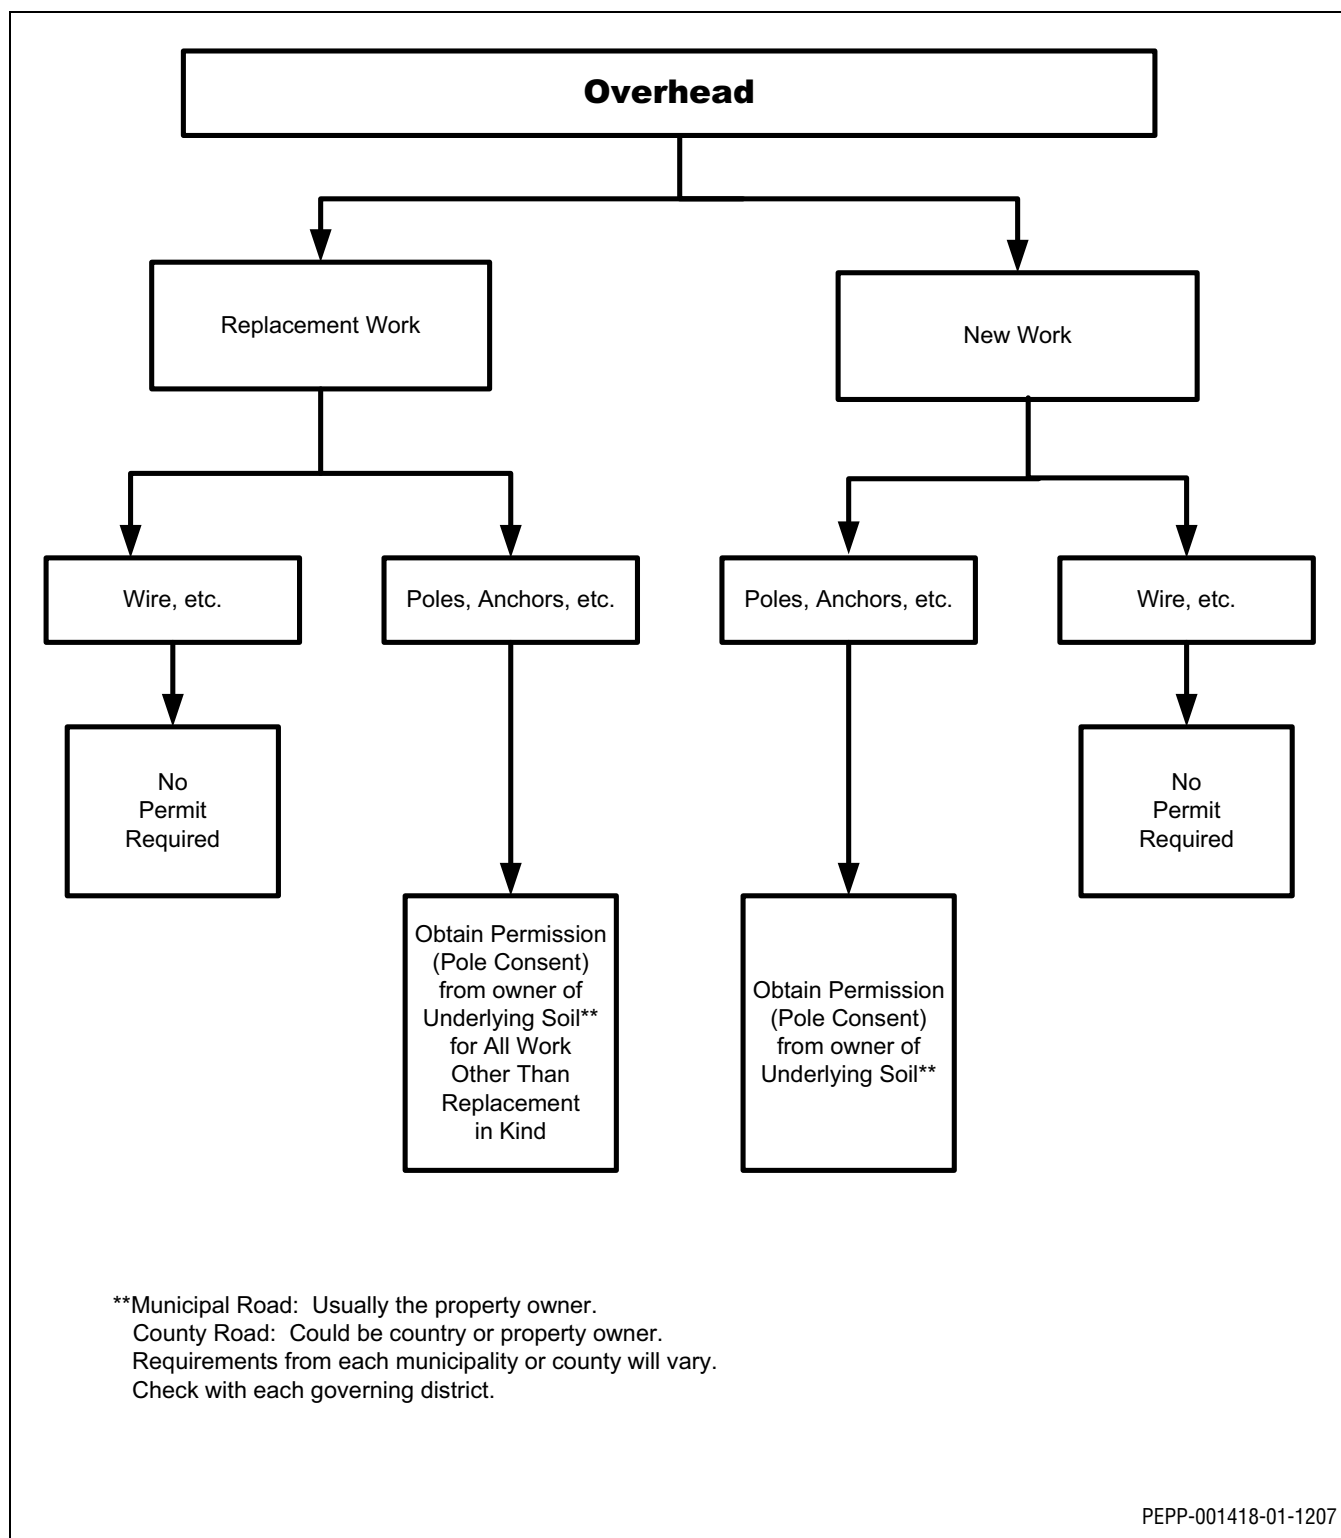 Overhead
Replacement Work
New Work
Wire, etc.
Poles, Anchors, etc.
Poles, Anchors, etc.
Wire, etc.
No
Permit
Required
No
Permit
Required
Obtain Permission
(Pole Consent)
from owner of
Underlying Soil**
for All Work
Other Than
Replacement
in Kind
Obtain Permission
(Pole Consent)
from owner of
Underlying Soil**
**Municipal Road: Usually the property owner.
County Road: Could be country or property owner.
Requirements from each municipality or county will vary.
Check with each governing district.
PEPP-001418-01-1207